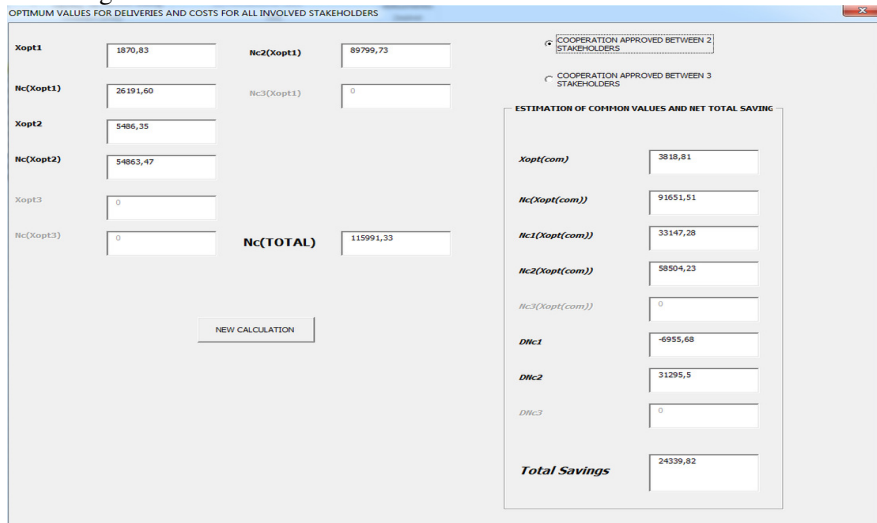 OPTIMUM VALUES FOR DELIVERIES AND COSTS FOR ALL INVOLVED STAKEHOLDERS
Xopt1
1870,83
Nc(Xopt1)
26191,60
Xopt2
5486,35
Nc(Xopt2)
54863,47
Xopt3
0
Nc(Xopt3)
0
Nc2(Xopt1)
89799,73
Nc3(Xopt1)
0
Nc(TOTAL)
115991,33
NEW CALCULATION
COOPERATION APPROVED BETWEEN 2
STAKEHOLDERS
COOPERATION APPROVED BETWEEN 3
STAKEHOLDERS
ESTIMATION OF COMMON VALUES AND NET TOTAL SAVING
Xopt(com)
3818,81
Nc(Xopt(com))
91651,51
Nc1(Xopt(com))
33147,28
Nc2(Xopt(com))
58504,23
Nc3(Xopt(com))
0
DNc1
-6955,68
DNc2
31295,5
DNc3
0
Total Savings
24339,82